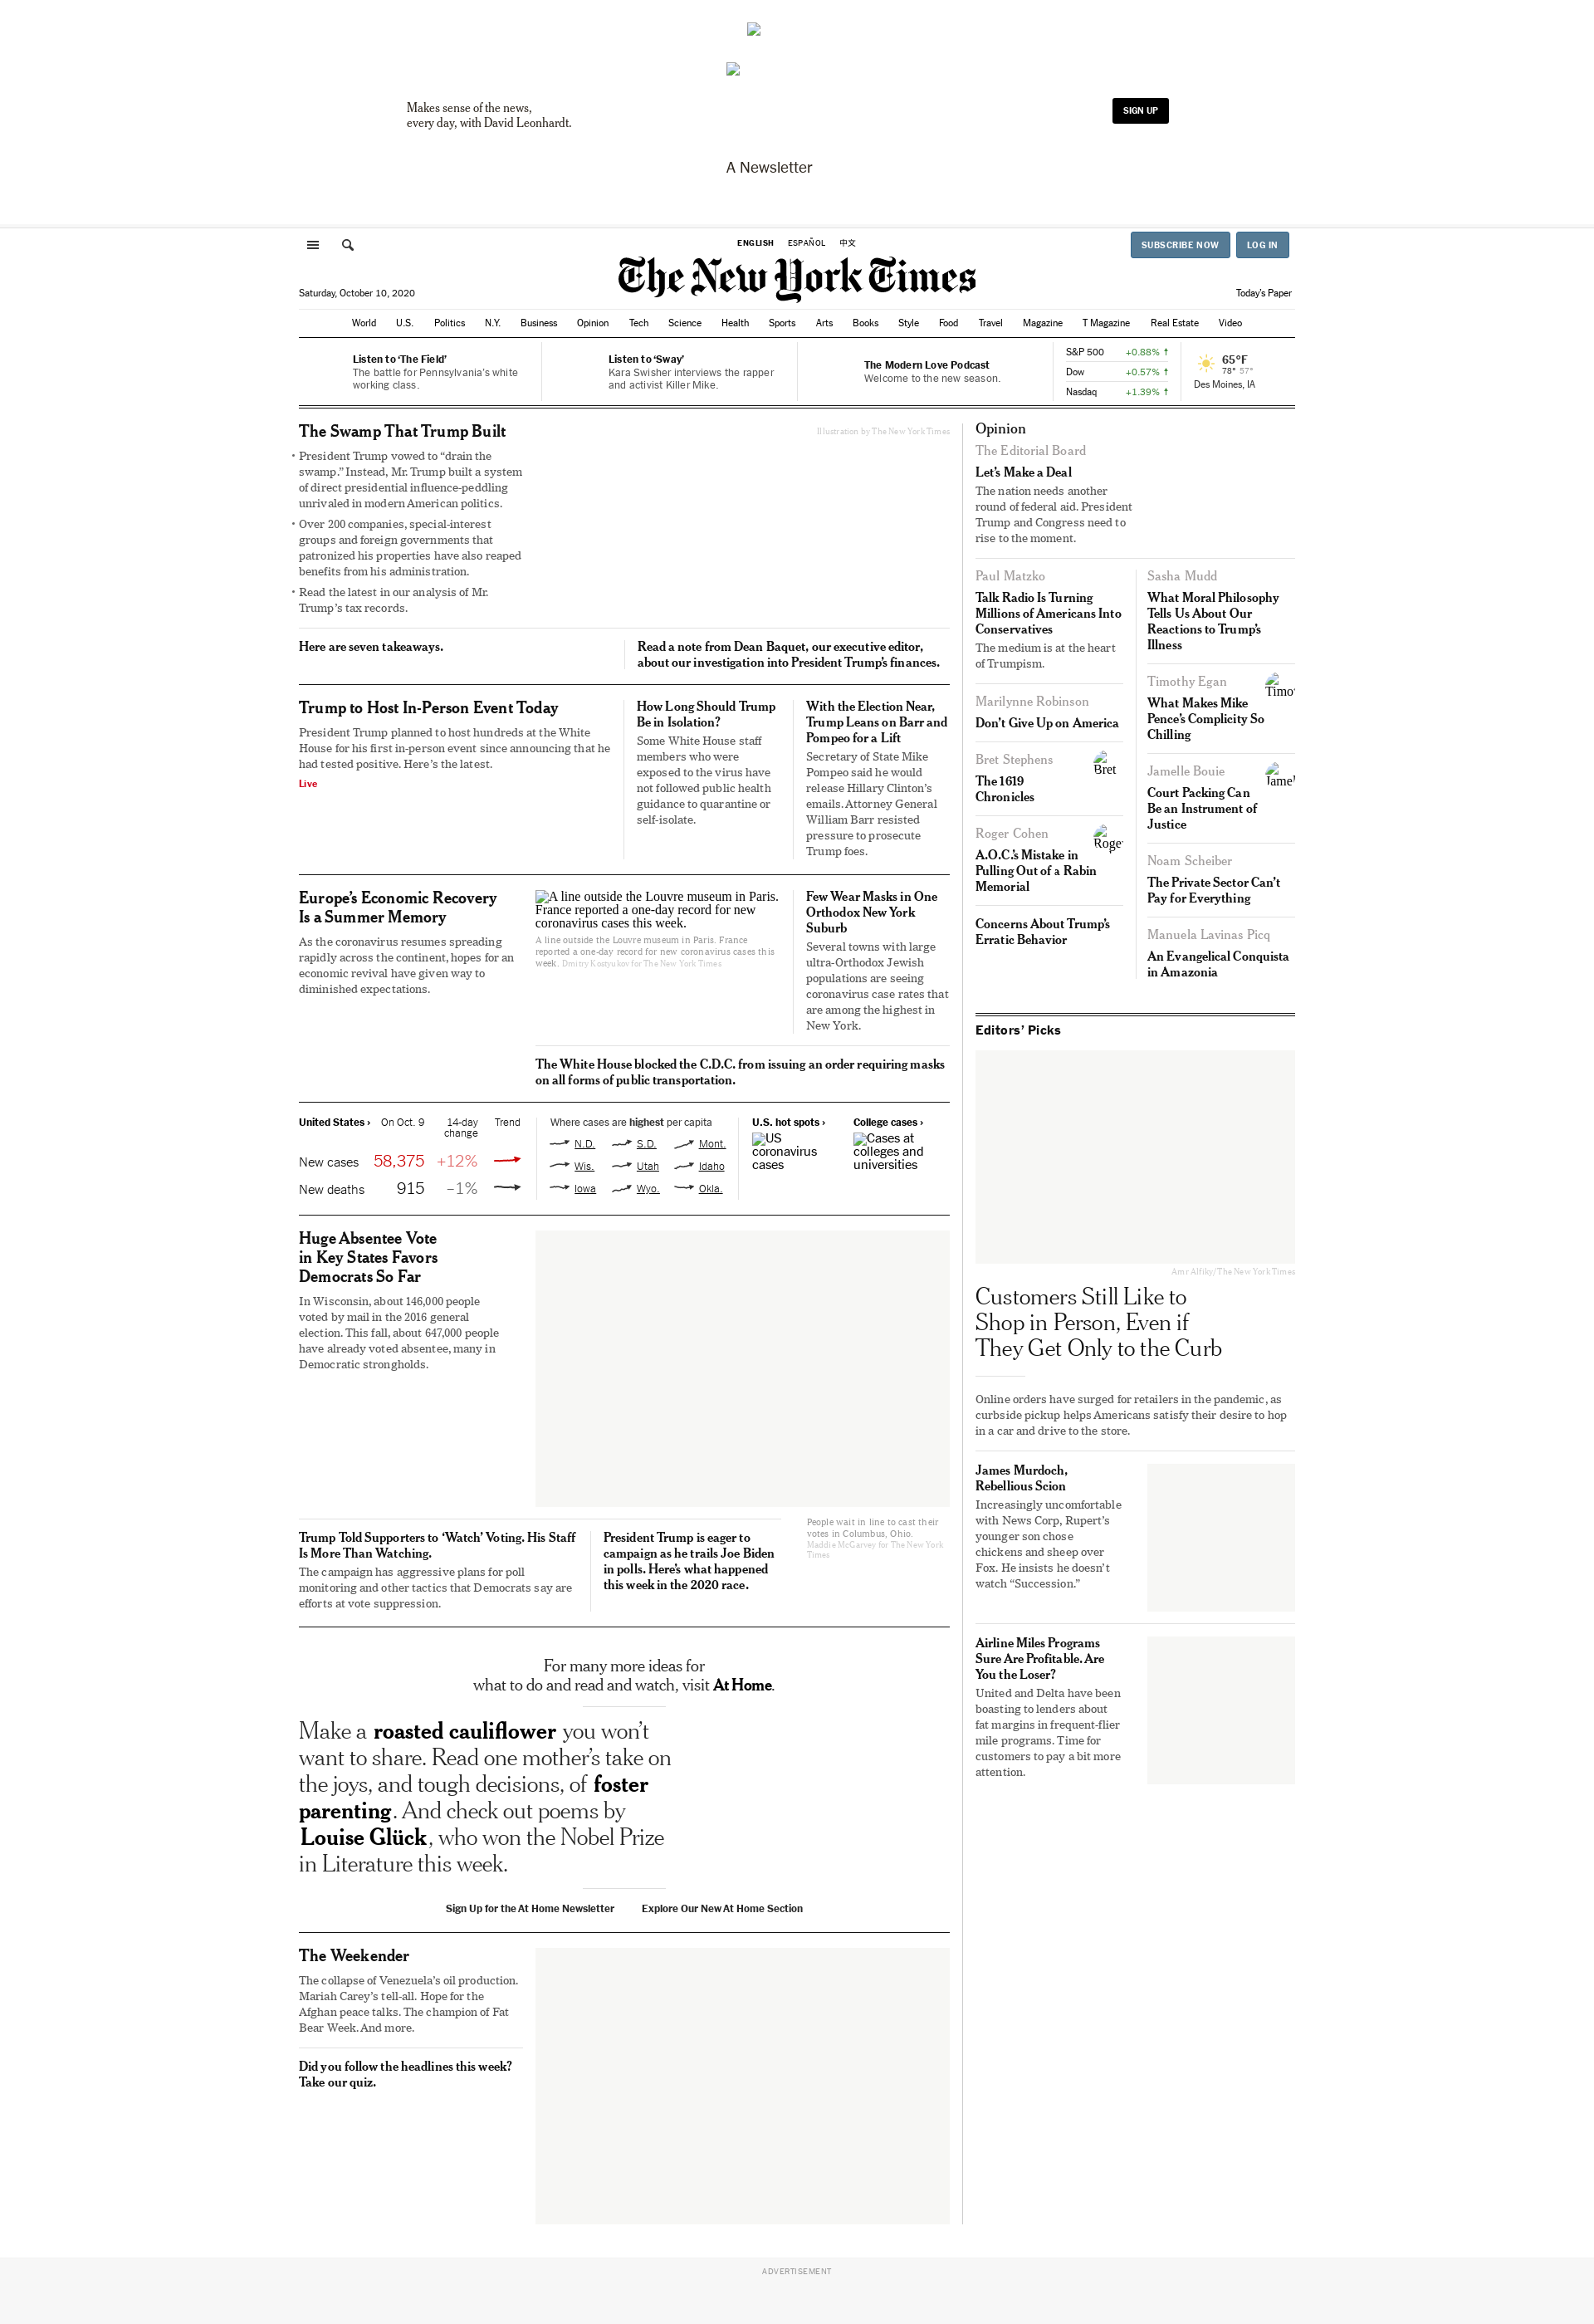 Makes sense of the news,
every day, with David Leonhardt.
SIGN UP
A Newsletter
ENGLISH ESPAÑOL 中文
SUBSCRIBE NOW LOG IN
The New York Times
Saturday, October 10, 2020
Today's Paper
World U.S. Politics N.Y. Business Opinion Tech Science Health Sports Arts Books Style Food Travel Magazine T Magazine Real Estate Video
Listen to ‘The Field’
The battle for Pennsylvania’s white
working class.
Listen to ‘Sway’
Kara Swisher interviews the rapper
and activist Killer Mike.
The Modern Love Podcast
Welcome to the new season.
S&P 500 +0.88% ↑
Dow +0.57% ↑
Nasdaq +1.39% ↑
65°F
78° 57°
Des Moines, IA
The Swamp That Trump Built
• President Trump vowed to “drain the
swamp.” Instead, Mr. Trump built a system
of direct presidential influence-peddling
unrivaled in modern American politics.
• Over 200 companies, special-interest
groups and foreign governments that
patronized his properties have also reaped
benefits from his administration.
• Read the latest in our analysis of Mr.
Trump’s tax records.
Illustration by The New York Times
Here are seven takeaways.
Read a note from Dean Baquet, our executive editor,
about our investigation into President Trump’s finances.
Trump to Host In-Person Event Today
President Trump planned to host hundreds at the White
House for his first in-person event since announcing that he
had tested positive. Here’s the latest.
Live
How Long Should Trump
Be in Isolation?
Some White House staff
members who were
exposed to the virus have
not followed public health
guidance to quarantine or
self-isolate.
With the Election Near,
Trump Leans on Barr and
Pompeo for a Lift
Secretary of State Mike
Pompeo said he would
release Hillary Clinton’s
emails. Attorney General
William Barr resisted
pressure to prosecute
Trump foes.
Europe’s Economic Recovery
Is a Summer Memory
As the coronavirus resumes spreading
rapidly across the continent, hopes for an
economic revival have given way to
diminished expectations.
A line outside the Louvre museum in Paris.
France reported a one-day record for new
coronavirus cases this week.
A line outside the Louvre museum in Paris. France
reported a one-day record for new coronavirus cases this
week. Dmitry Kostyukov for The New York Times
Few Wear Masks in One
Orthodox New York
Suburb
Several towns with large
ultra-Orthodox Jewish
populations are seeing
coronavirus case rates that
are among the highest in
New York.
The White House blocked the C.D.C. from issuing an order requiring masks
on all forms of public transportation.
United States › On Oct. 9 14-day
change Trend
New cases 58,375 +12%
New deaths 915 −1%
Where cases are highest per capita
N.D. S.D. Mont.
Wis. Utah Idaho
Iowa Wyo. Okla.
U.S. hot spots ›
US
coronavirus
cases
College cases ›
Cases at
colleges and
universities
Huge Absentee Vote
in Key States Favors
Democrats So Far
In Wisconsin, about 146,000 people
voted by mail in the 2016 general
election. This fall, about 647,000 people
have already voted absentee, many in
Democratic strongholds.
People wait in line to cast their
votes in Columbus, Ohio.
Maddie McGarvey for The New York
Times
Trump Told Supporters to ‘Watch’ Voting. His Staff
Is More Than Watching.
The campaign has aggressive plans for poll
monitoring and other tactics that Democrats say are
efforts at vote suppression.
President Trump is eager to
campaign as he trails Joe Biden
in polls. Here’s what happened
this week in the 2020 race.
For many more ideas for
what to do and read and watch, visit At Home.
Make a roasted cauliflower you won’t
want to share. Read one mother’s take on
the joys, and tough decisions, of foster
parenting. And check out poems by
Louise Glück, who won the Nobel Prize
in Literature this week.
Sign Up for the At Home Newsletter Explore Our New At Home Section
The Weekender
The collapse of Venezuela’s oil production.
Mariah Carey’s tell-all. Hope for the
Afghan peace talks. The champion of Fat
Bear Week. And more.
Did you follow the headlines this week?
Take our quiz.
Opinion
The Editorial Board
Let’s Make a Deal
The nation needs another
round of federal aid. President
Trump and Congress need to
rise to the moment.
Paul Matzko
Talk Radio Is Turning
Millions of Americans Into
Conservatives
The medium is at the heart
of Trumpism.
Marilynne Robinson
Don’t Give Up on America
Bret Stephens
Bret
The 1619
Chronicles
Roger Cohen
Roger
A.O.C.’s Mistake in
Pulling Out of a Rabin
Memorial
Concerns About Trump’s
Erratic Behavior
Sasha Mudd
What Moral Philosophy
Tells Us About Our
Reactions to Trump’s
Illness
Timothy Egan
What Makes Mike
Pence’s Complicity So
Chilling
Jamelle Bouie
Court Packing Can
Be an Instrument of
Justice
Noam Scheiber
The Private Sector Can’t
Pay for Everything
Manuela Lavinas Picq
An Evangelical Conquista
in Amazonia
Editors’ Picks
Amr Alfiky/The New York Times
Customers Still Like to
Shop in Person, Even if
They Get Only to the Curb
Online orders have surged for retailers in the pandemic, as
curbside pickup helps Americans satisfy their desire to hop
in a car and drive to the store.
James Murdoch,
Rebellious Scion
Increasingly uncomfortable
with News Corp, Rupert’s
younger son chose
chickens and sheep over
Fox. He insists he doesn’t
watch “Succession.”
Airline Miles Programs
Sure Are Profitable. Are
You the Loser?
United and Delta have been
boasting to lenders about
fat margins in frequent-flier
mile programs. Time for
customers to pay a bit more
attention.
ADVERTISEMENT